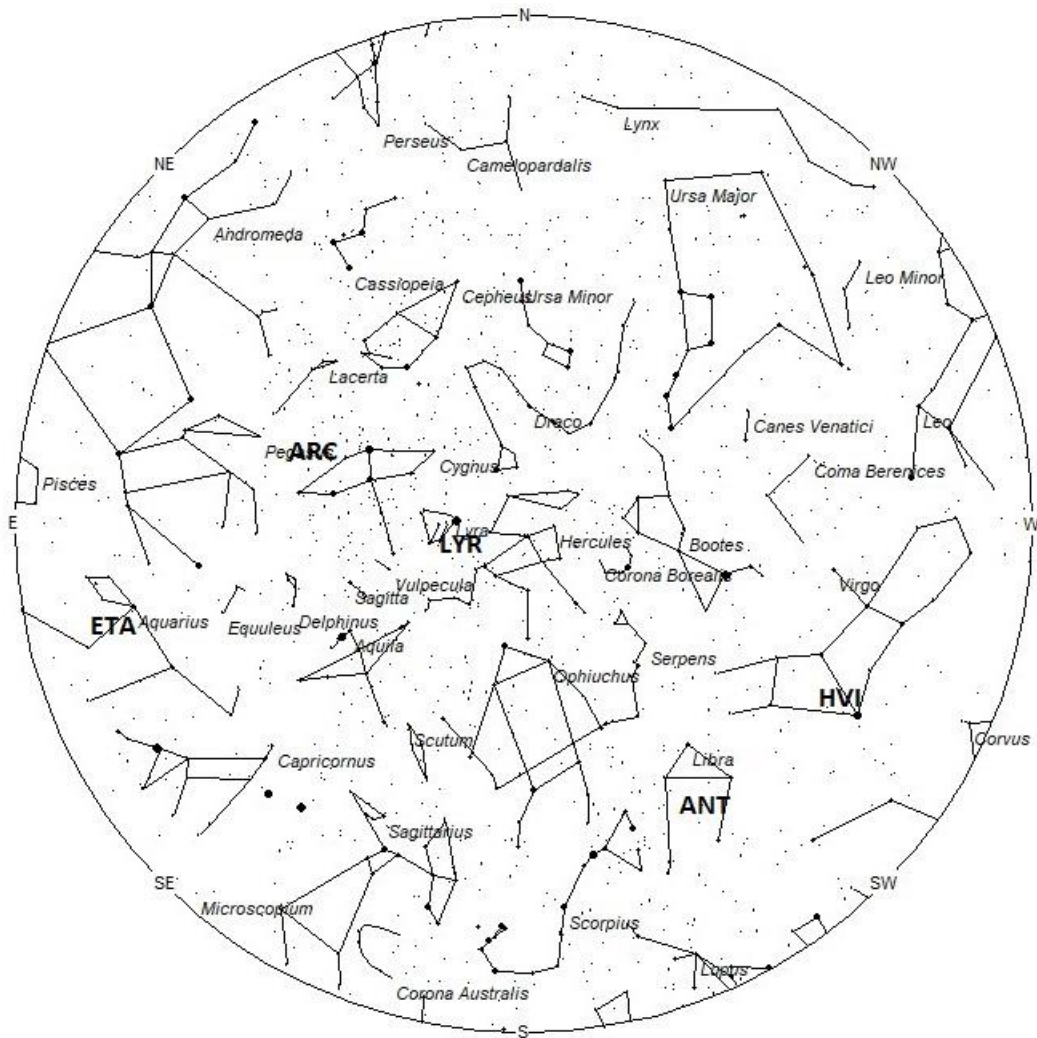 N
Lynx
Perseus
Camelopardalis
NE
NW
Ursa Major
Andromeda
Cassiopeia
Cepheus
Ursa Minor
Leo Minor
Lacerta
Draco
Canes Venatici
Leo
ARC
Cygnus
Coma Berenices
Pisces
E
W
Lyra
LYR
Hercules
Bootes
Corona Borealis
Vulpecula
Virgo
Sagitta
ETA
Aquarius
Equuleus
Delphinus
Aquila
Serpens
Ophiuchus
HVI
Scutum
Corvus
Capricornus
Libra
ANT
Sagittarius
SE
SW
Microscopium
Scorpius
Lupus
Corona Australis
S